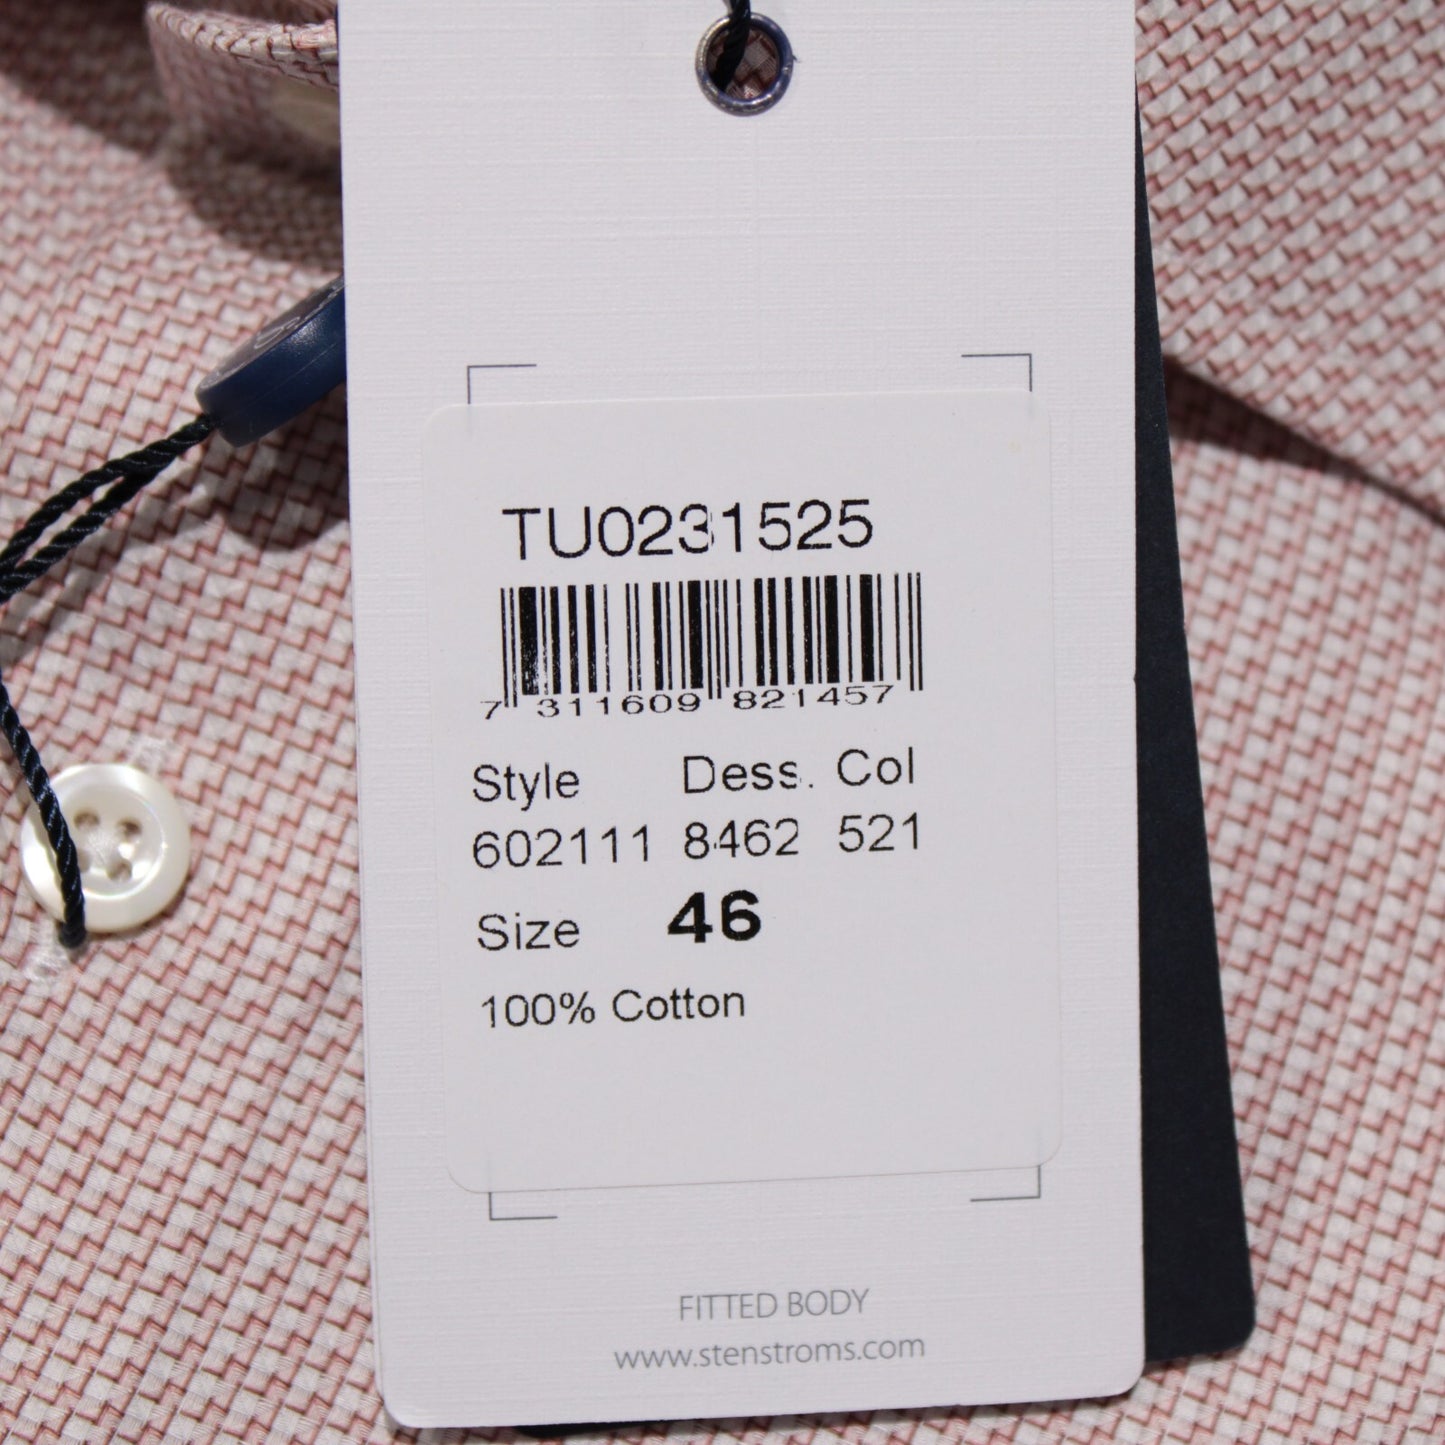 TU0231525
7 311609 821457
Style Dess. Col
602111 8462 521
Size 46
100% Cotton
FITTED BODY
www.stenstroms.com